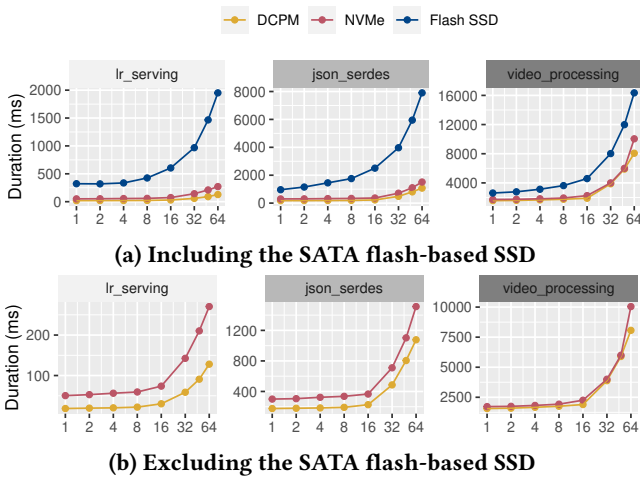 DCPM NVMe Flash SSD
lr_serving json_serdes video_processing
Duration (ms)
2000
1500
1000
500
0
8000
6000
4000
2000
0
16000
12000
8000
4000
1 2 4 8 16 32 64 1 2 4 8 16 32 64 1 2 4 8 16 32 64
(a) Including the SATA flash-based SSD
lr_serving json_serdes video_processing
Duration (ms)
200
100
1200
800
400
10000
7500
5000
2500
1 2 4 8 16 32 64 1 2 4 8 16 32 64 1 2 4 8 16 32 64
(b) Excluding the SATA flash-based SSD